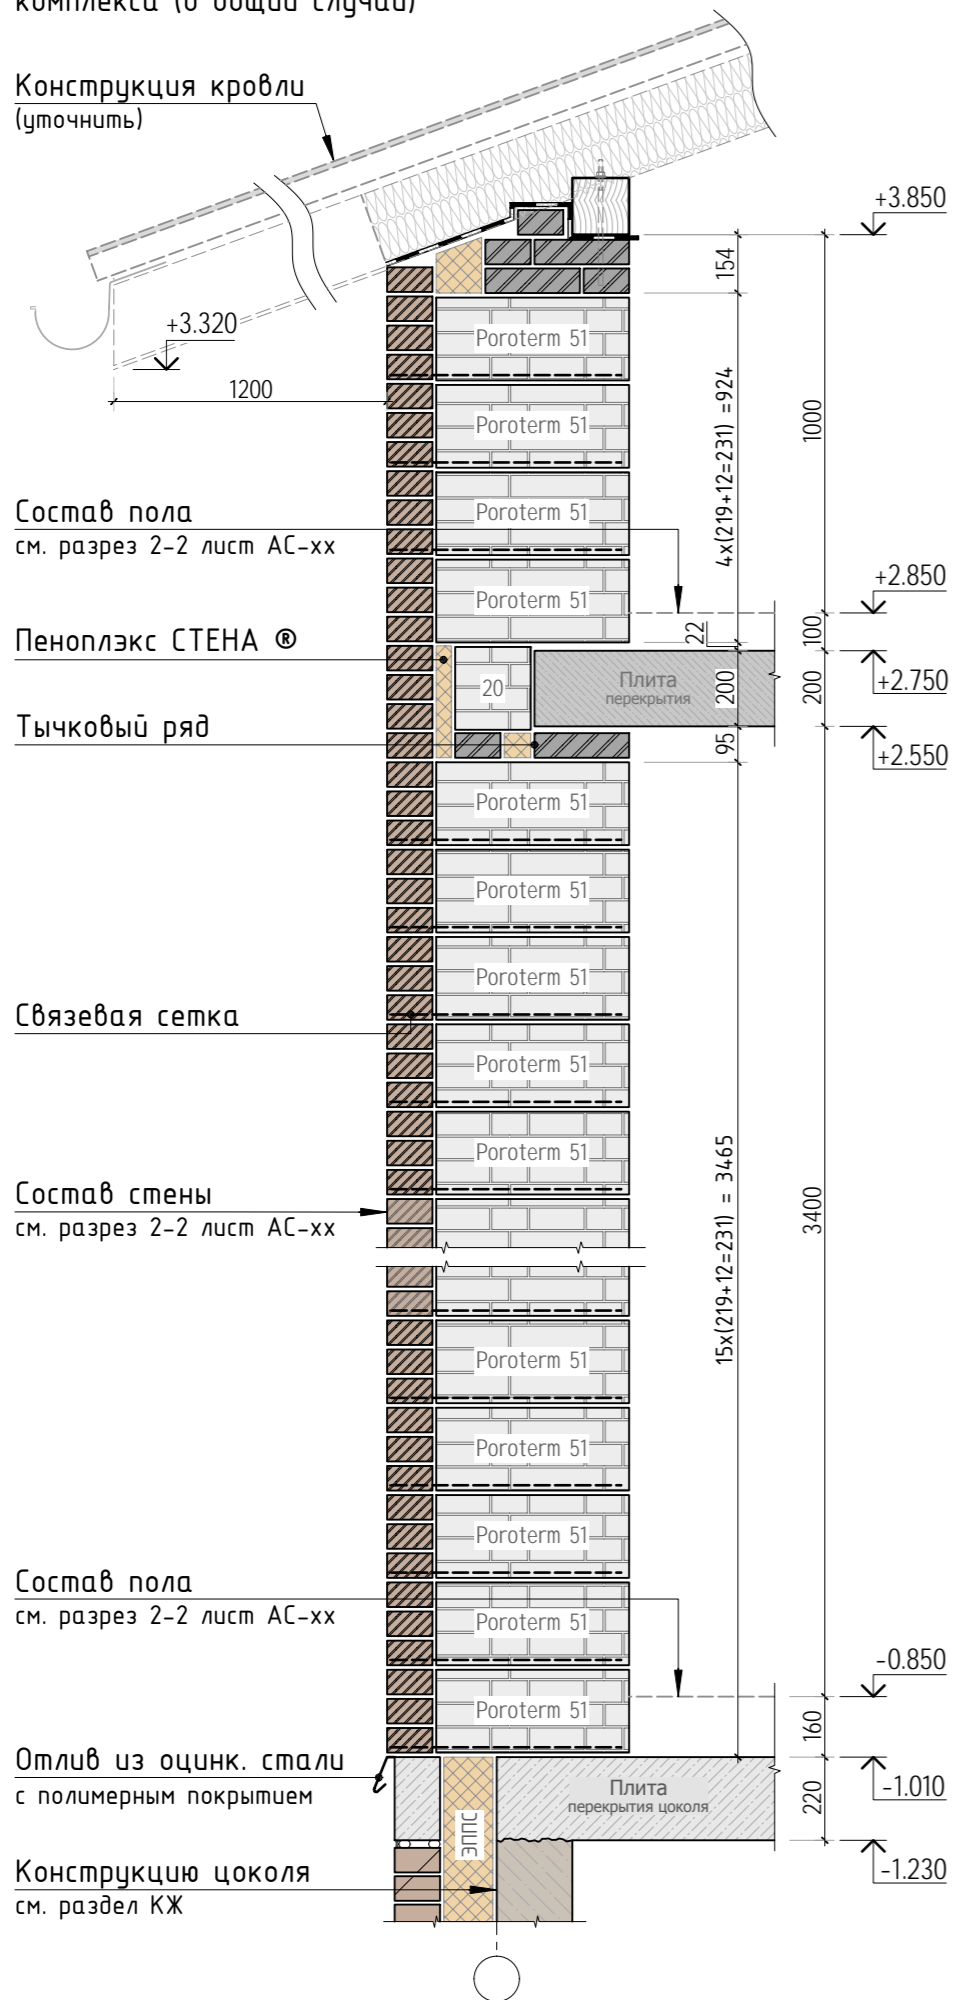 комплекса (в общий случай)
Конструкция кровли
(уточнить)
+3.850
154
+3.320
Poroterm 51
1200
Poroterm 51
4x(219+12=231) =924
1000
Состав пола
см. разрез 2-2 лист АС-хх
Poroterm 51
+2.850
Poroterm 51
22
100
Пеноплэкс СТЕНА ®
20
Плита
перекрытия
200
200
+2.750
Тычковый ряд
95
+2.550
Poroterm 51
Poroterm 51
Poroterm 51
Связевая сетка
Poroterm 51
Poroterm 51
15x(219+12=231) = 3465
3400
Состав стены
см. разрез 2-2 лист АС-хх
Poroterm 51
Poroterm 51
Poroterm 51
Состав пола
см. разрез 2-2 лист АС-хх
Poroterm 51
-0.850
Poroterm 51
160
Отлив из оцинк. стали
с полимерным покрытием
Плита
перекрытия цоколя
220
-1.010
ЭППС
Конструкцию цоколя
см. раздел КЖ
-1.230